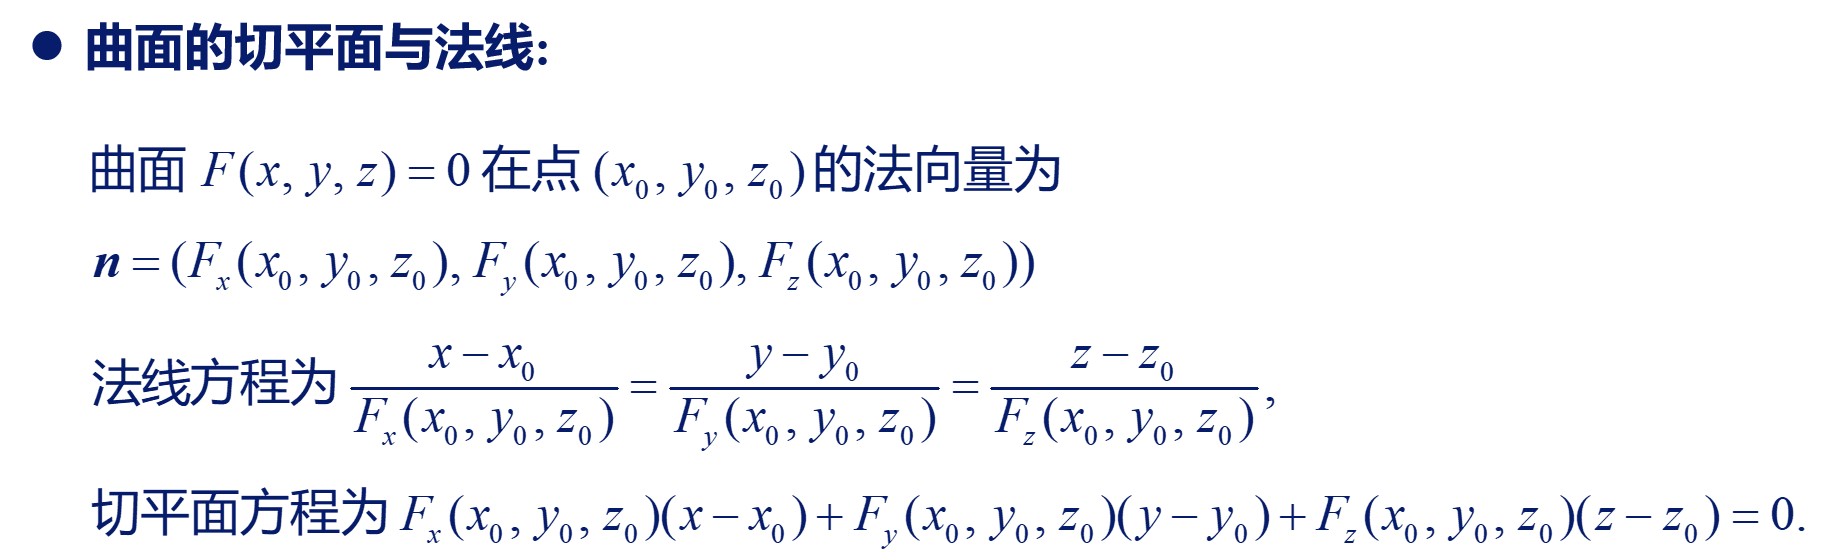 ● 曲面的切平面与法线:
曲面 F(x, y, z) = 0 在点 (x₀, y₀, z₀) 的法向量为
n = (Fₓ(x₀, y₀, z₀), F_y(x₀, y₀, z₀), F_z(x₀, y₀, z₀))
法线方程为 \frac{x − x₀}{Fₓ(x₀, y₀, z₀)} = \frac{y − y₀}{F_y(x₀, y₀, z₀)} = \frac{z − z₀}{F_z(x₀, y₀, z₀)},
切平面方程为 Fₓ(x₀, y₀, z₀)(x − x₀) + F_y(x₀, y₀, z₀)(y − y₀) + F_z(x₀, y₀, z₀)(z − z₀) = 0.